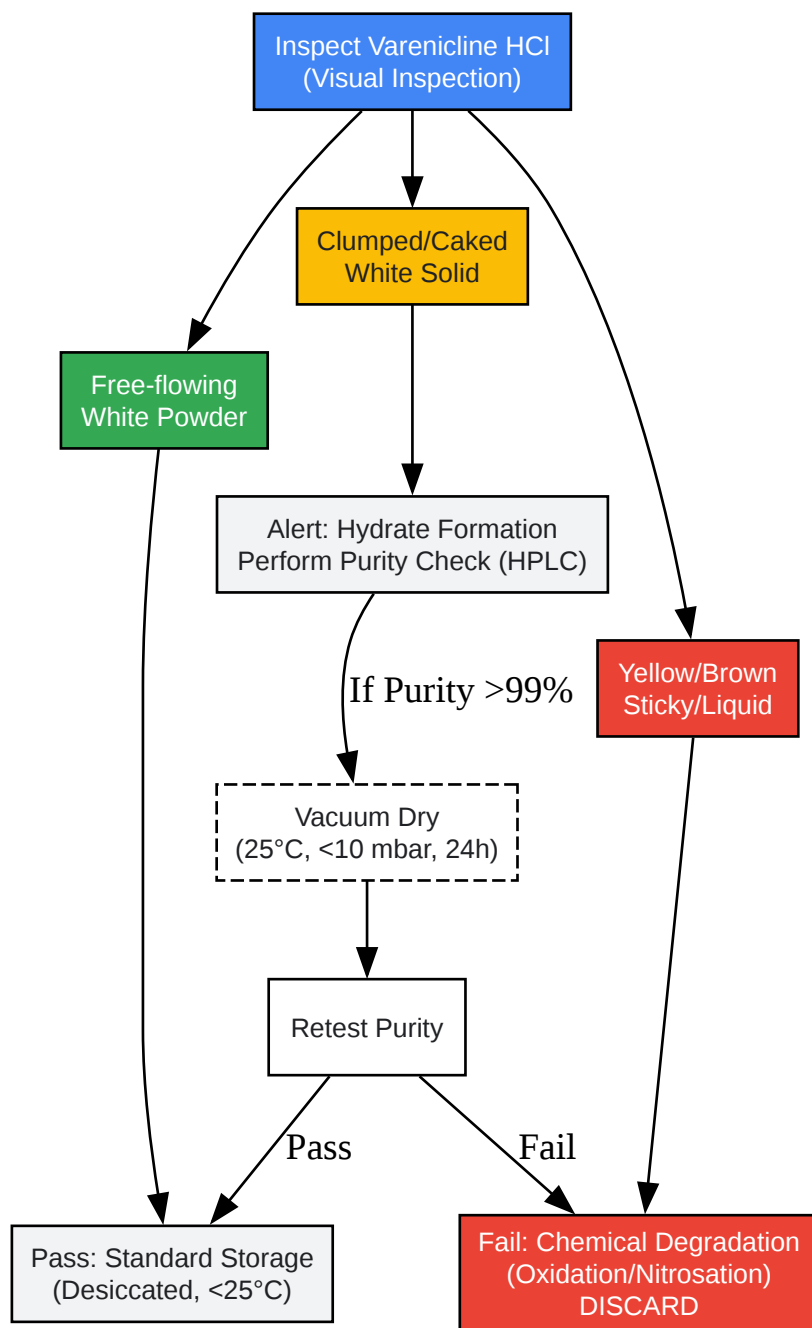 Inspect Varenicline HCl
(Visual Inspection)
Clumped/Caked
White Solid
Free-flowing
White Powder
Alert: Hydrate Formation
Perform Purity Check (HPLC)
Yellow/Brown
Sticky/Liquid
If Purity >99%
Vacuum Dry
(25°C, <10 mbar, 24h)
Retest Purity
Pass
Fail
Pass: Standard Storage
(Desiccated, <25°C)
Fail: Chemical Degradation
(Oxidation/Nitrosation)
DISCARD